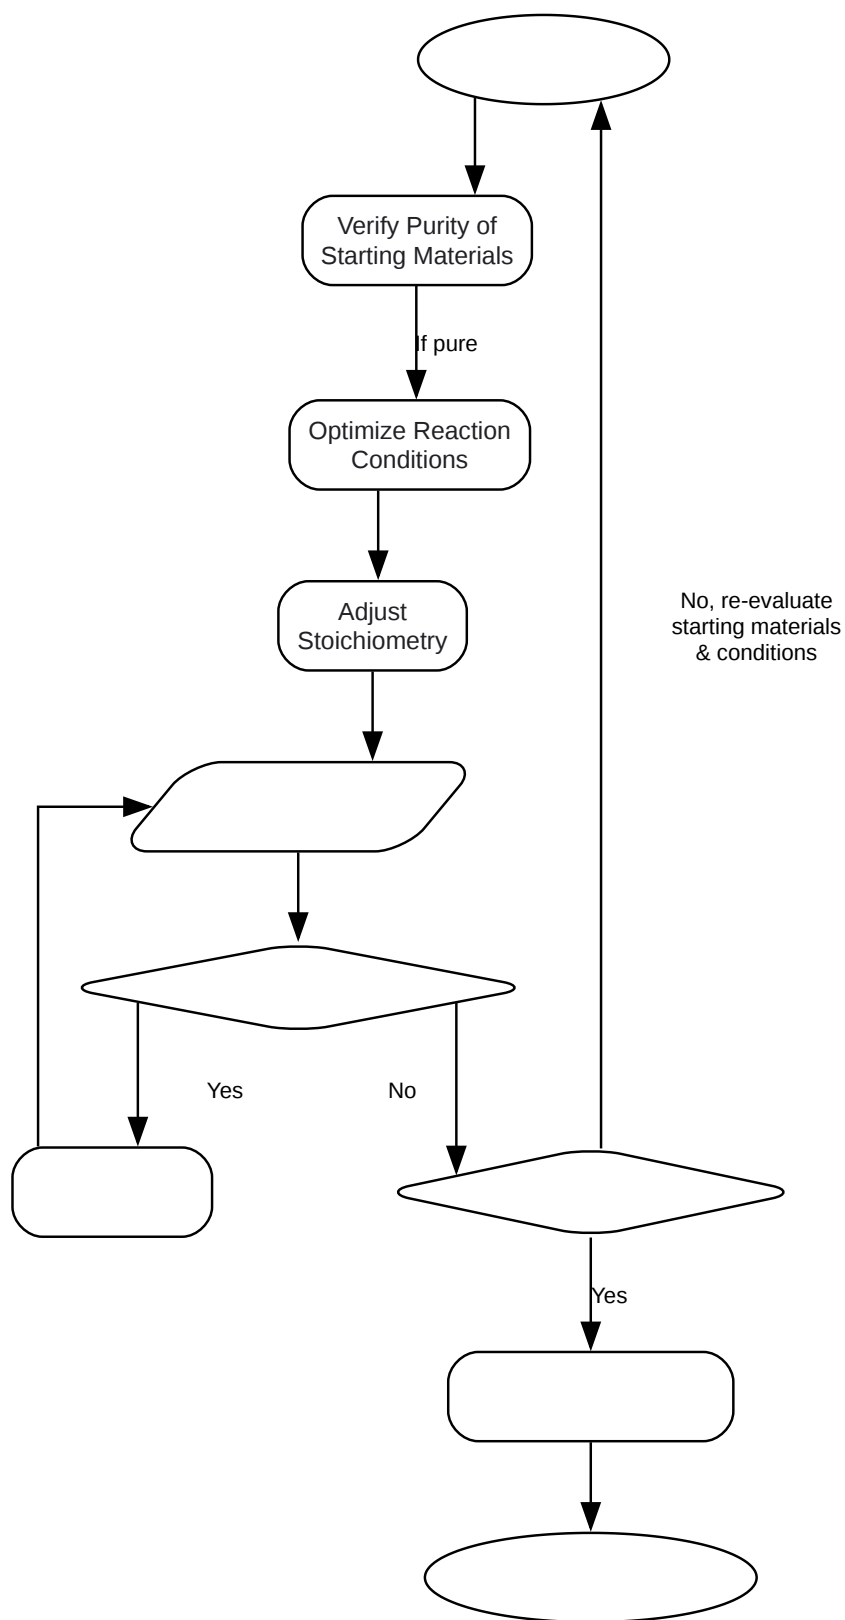 Verify Purity of
Starting Materials
If pure
Optimize Reaction
Conditions
Adjust
Stoichiometry
No, re-evaluate
starting materials
& conditions
Yes
No
Yes